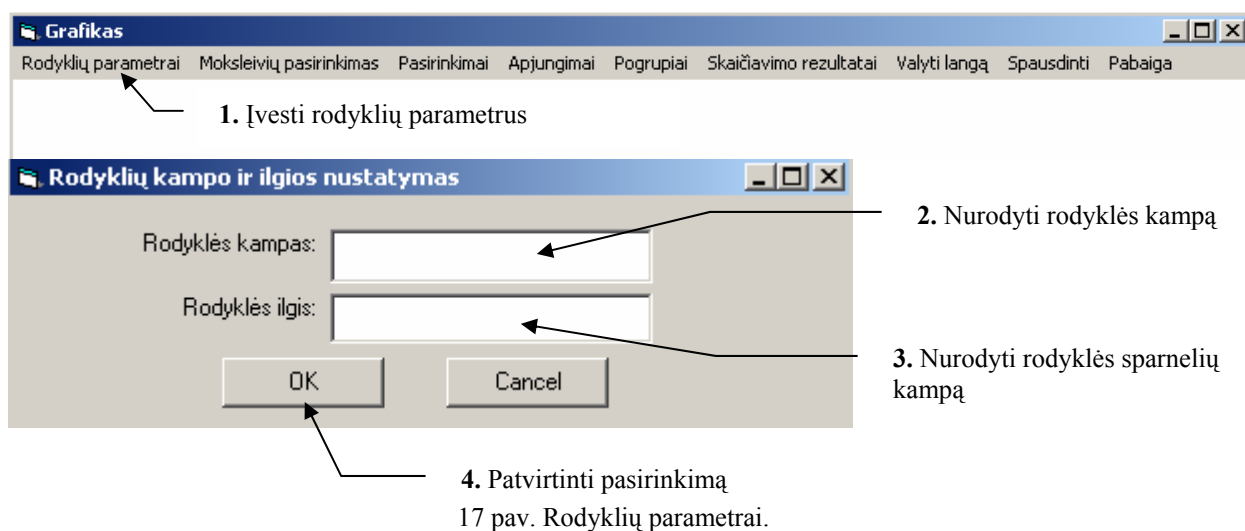 Grafikas
Rodyklių parametrai Moksleivių pasirinkimas Pasirinkimai Apjungimai Pogrupiai Skaičiavimo rezultatai Valyti langą Spausdinti Pabaiga
1. Įvesti rodyklių parametrus
Rodyklių kampo ir ilgios nustatymas
2. Nurodyti rodyklės kampą
Rodyklės kampas:
Rodyklės ilgis:
3. Nurodyti rodyklės sparnelių
kampą
OK Cancel
4. Patvirtinti pasirinkimą
17 pav. Rodyklių parametrai.